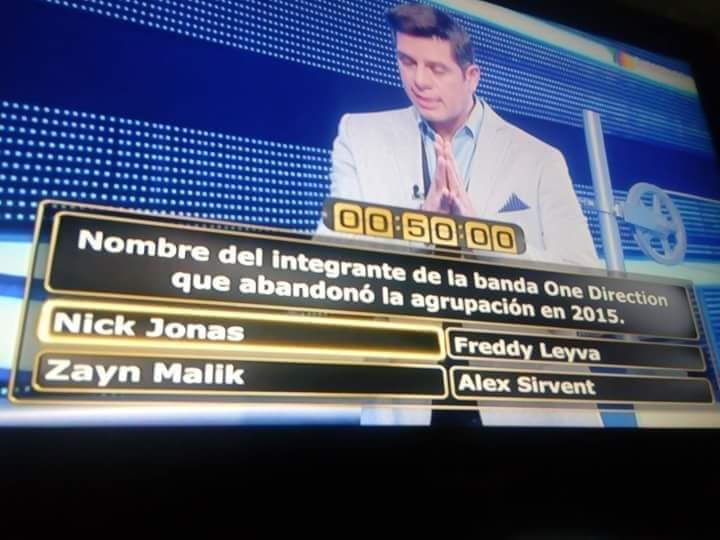 00:50:00
Nombre del integrante de la banda One Direction
que abandonó la agrupación en 2015.
Nick Jonas
Freddy Leyva
Zayn Malik
Alex Sirvent